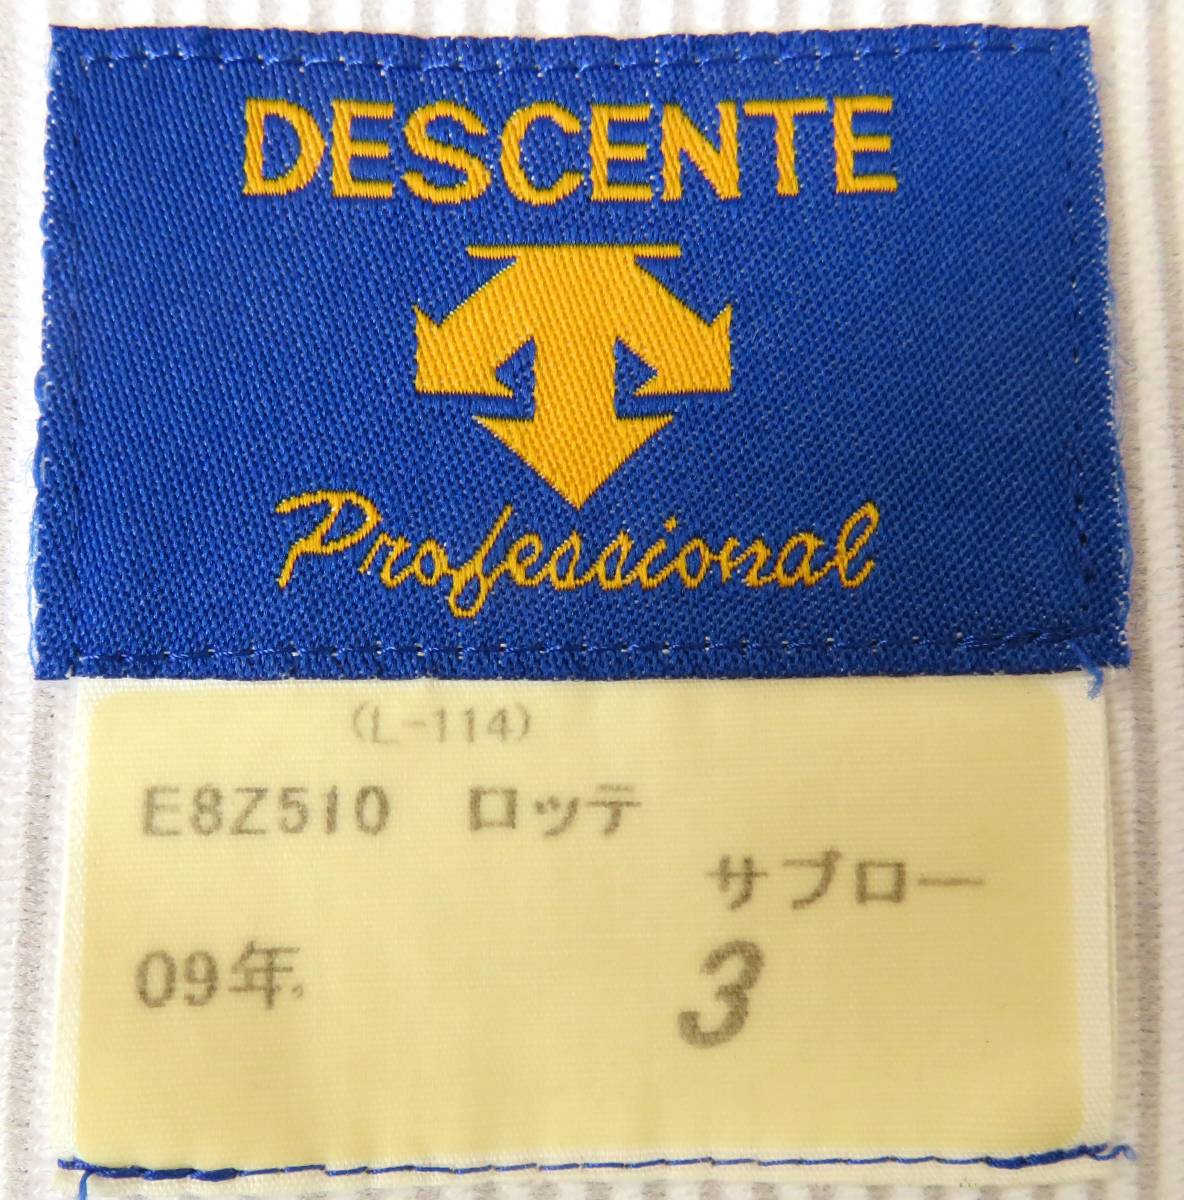 DESCENTE
Professional
(L-114)
E8Z510 ロッテ
サブロー
09年.
3